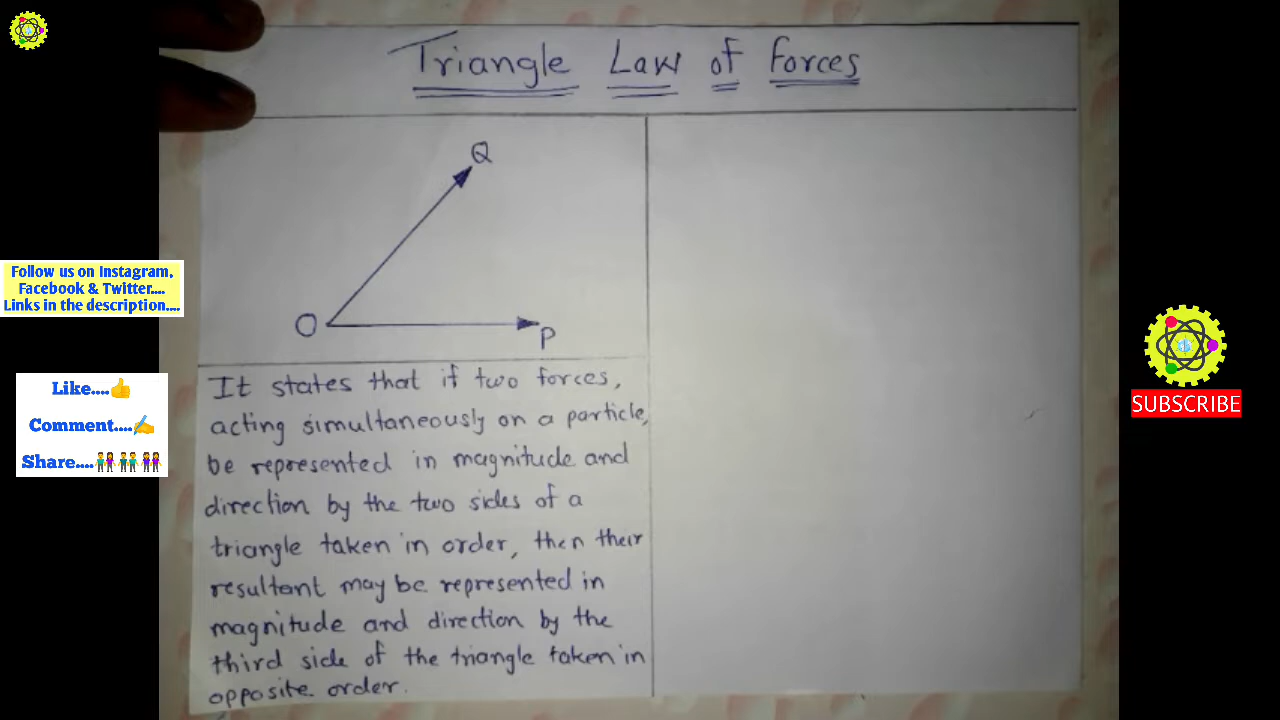 Triangle Law of Forces
Q
O
P
It states that if two forces,
acting simultaneously on a particle,
be represented in magnitude and
direction by the two sides of a
triangle taken in order, then their
resultant may be represented in
magnitude and direction by the
third side of the triangle taken in
opposite order.
Follow us on Instagram,
Facebook & Twitter....
Links in the description....
Like....👍
Comment....✍
Share....👫👬👭
SUBSCRIBE